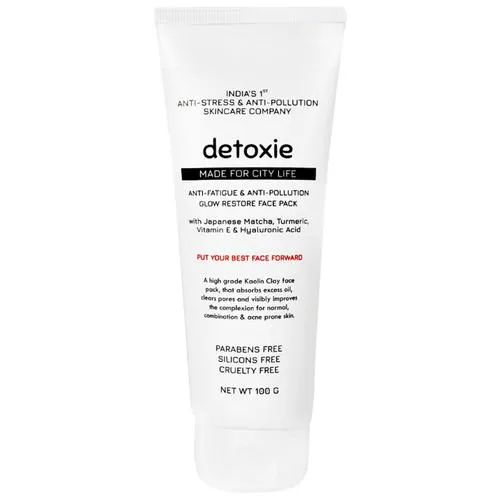 INDIA'S 1ST
ANTI-STRESS & ANTI-POLLUTION
SKINCARE COMPANY
detoxie
MADE FOR CITY LIFE
ANTI-FATIGUE & ANTI-POLLUTION
GLOW RESTORE FACE PACK
with Japanese Matcha, Turmeric,
Vitamin E & Hyaluronic Acid
PUT YOUR BEST FACE FORWARD
A high grade Kaolin Clay face
pack, that absorbs excess oil,
clears pores and visibly improves
the complexion for normal,
combination & acne prone skin.
PARABENS FREE
SILICONS FREE
CRUELTY FREE
NET WT 100 G